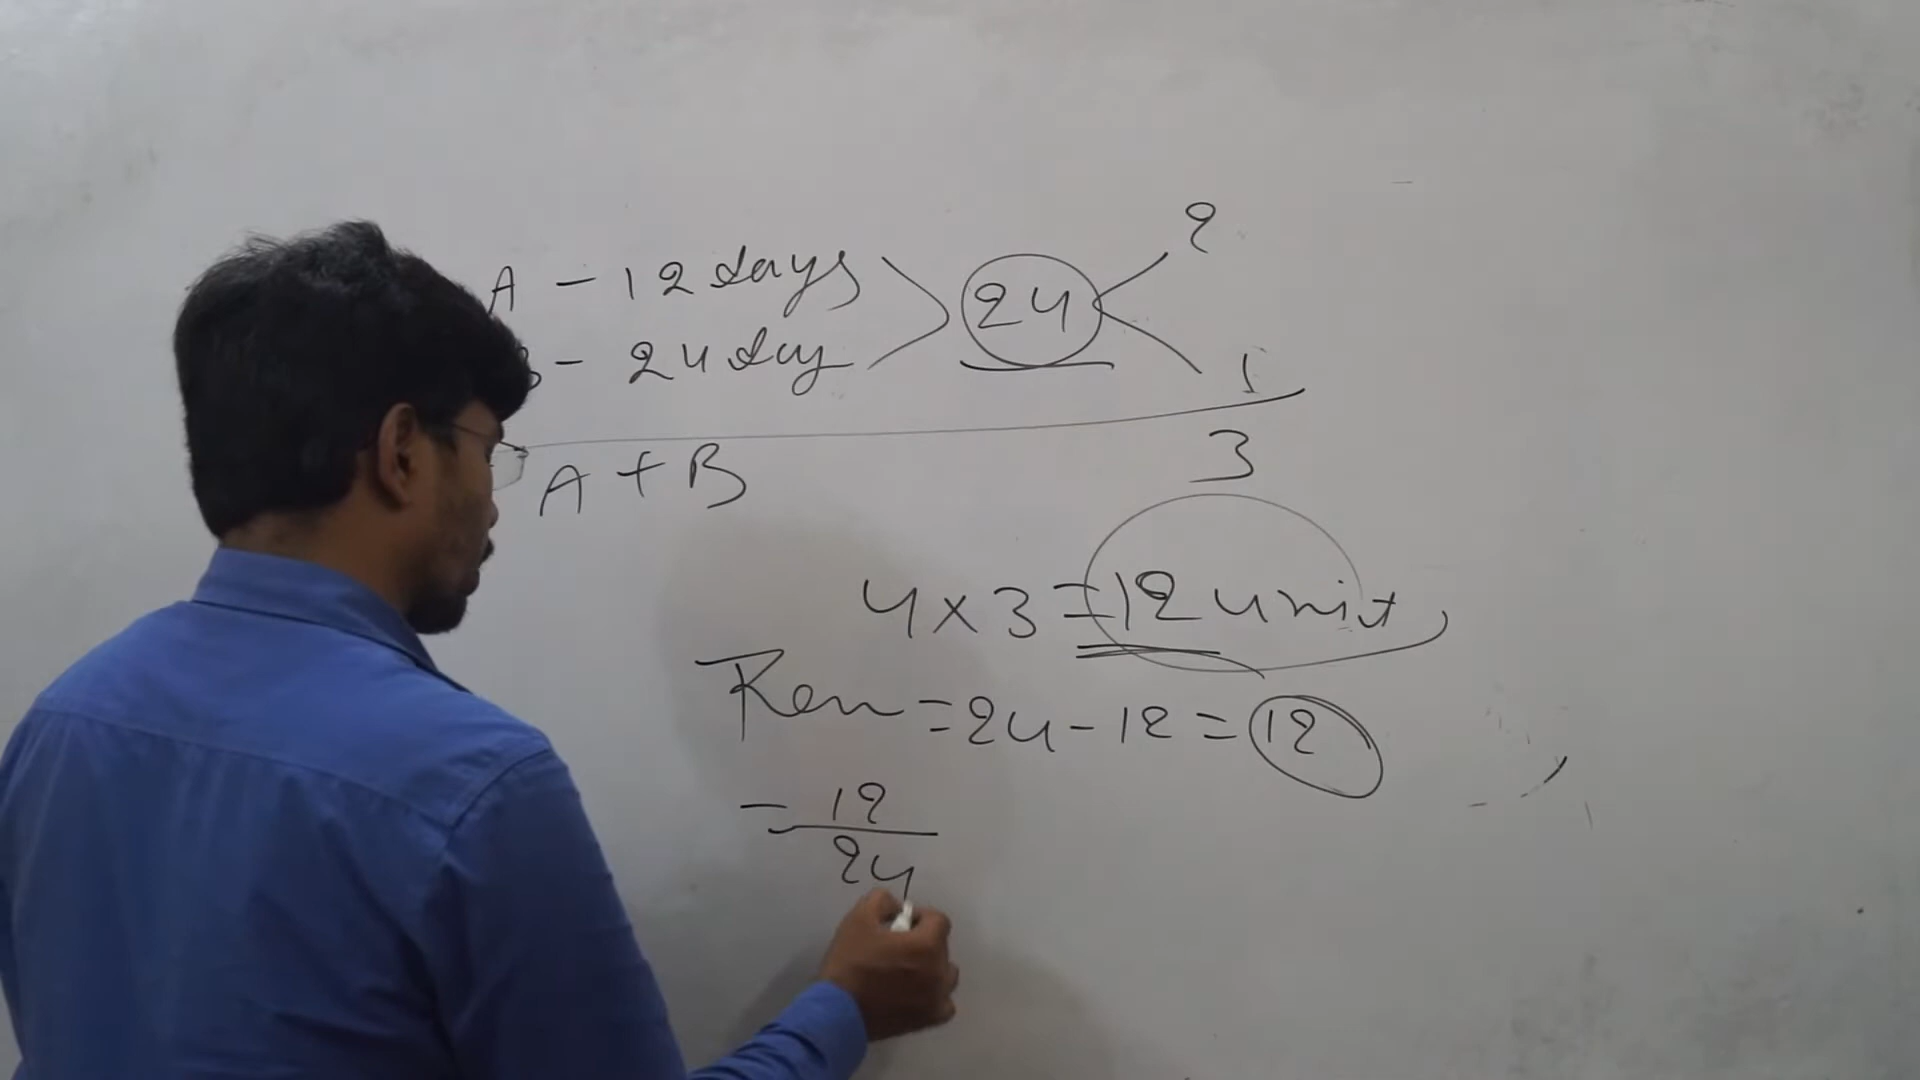 2
A - 12 days
24
B - 24 day
1
A + B
3
4 x 3 = 12 unit
Rem = 24 - 12 = 12
= 12
24